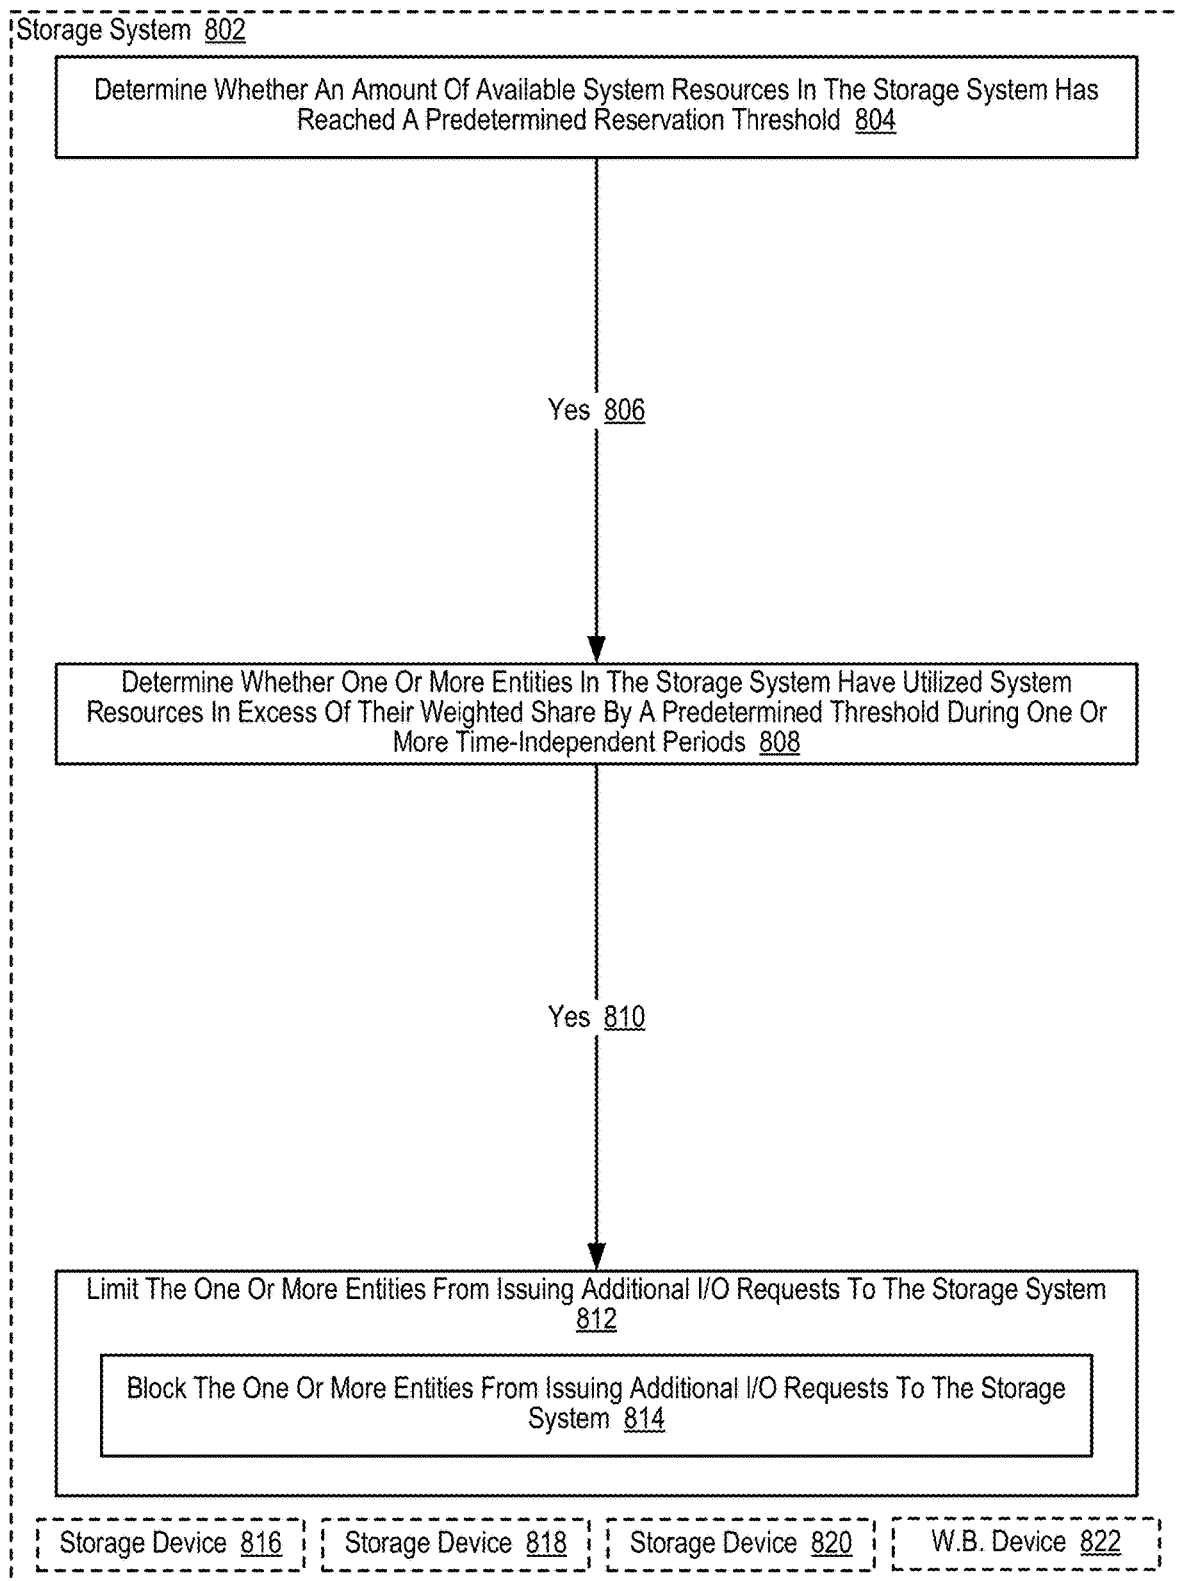 Storage System 802
Determine Whether An Amount Of Available System Resources In The Storage System Has
Reached A Predetermined Reservation Threshold 804
Yes 806
Determine Whether One Or More Entities In The Storage System Have Utilized System
Resources In Excess Of Their Weighted Share By A Predetermined Threshold During One Or
More Time-Independent Periods 808
Yes 810
Limit The One Or More Entities From Issuing Additional I/O Requests To The Storage System
812
Block The One Or More Entities From Issuing Additional I/O Requests To The Storage
System 814
Storage Device 816
Storage Device 818
Storage Device 820
W.B. Device 822